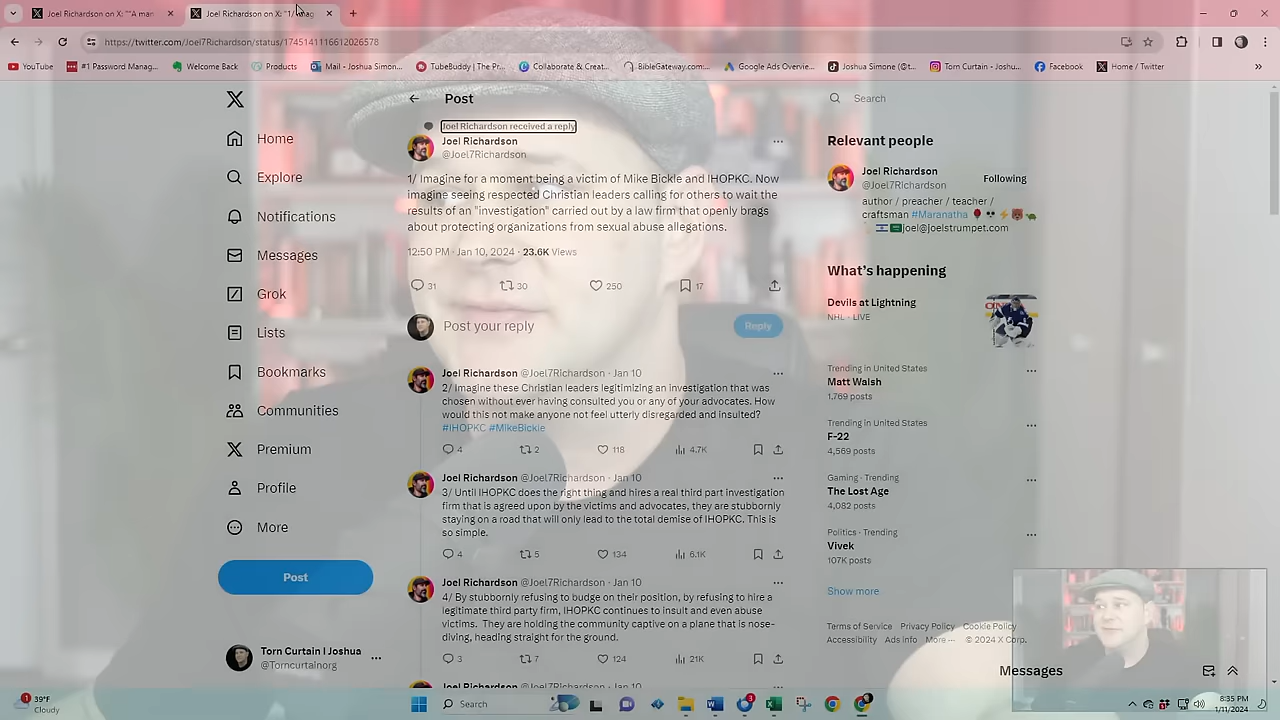 Joel Richardson on X: "“A man
Joel Richardson on X: "1/ Imag
https://twitter.com/Joel7Richardson/status/1745141116612026578
YouTube
#1 Password Manag...
Welcome Back
Products
Mail - Joshua Simon...
TubeBuddy | The Pr...
Collaborate & Creat...
BibleGateway.com:...
Google Ads Overvie...
Joshua Simone (@t...
Torn Curtain - Joshu...
Facebook
Home / Twitter
Home
Explore
Notifications
Messages
Grok
Lists
Bookmarks
Communities
Premium
Profile
More
Post
Torn Curtain I Joshua
@Torncurtainorg
Post
Joel Richardson received a reply
Joel Richardson
@Joel7Richardson
1/ Imagine for a moment being a victim of Mike Bickle and IHOPKC. Now
imagine seeing respected Christian leaders calling for others to wait the
results of an "investigation" carried out by a law firm that openly brags
about protecting organizations from sexual abuse allegations.
12:50 PM · Jan 10, 2024 · 23.6K Views
31 30 250 17
Post your reply
Reply
Joel Richardson @Joel7Richardson · Jan 10
2/ Imagine these Christian leaders legitimizing an investigation that was
chosen without ever having consulted you or any of your advocates. How
would this not make anyone not feel utterly disregarded and insulted?
#IHOPKC #MikeBickle
4 2 118 4.7K
Joel Richardson @Joel7Richardson · Jan 10
3/ Until IHOPKC does the right thing and hires a real third part investigation
firm that is agreed upon by the victims and advocates, they are stubbornly
staying on a road that will only lead to the total demise of IHOPKC. This is
so simple.
4 5 134 6.1K
Joel Richardson @Joel7Richardson · Jan 10
4/ By stubbornly refusing to budge on their position, by refusing to hire a
legitimate third party firm, IHOPKC continues to insult and even abuse
victims. They are holding the community captive on a plane that is nose-
diving, heading straight for the ground.
3 7 124 21K
Joel Richardson @Joel7Richardson · Jan 10
Search
Relevant people
Joel Richardson
@Joel7Richardson
Following
author / preacher / teacher /
craftsman #Maranatha
joel@joelstrumpet.com
What's happening
Devils at Lightning
NHL · LIVE
Trending in United States
Matt Walsh
1,769 posts
Trending in United States
F-22
4,569 posts
Gaming · Trending
The Lost Age
4,082 posts
Politics · Trending
Vivek
107K posts
Show more
Terms of Service Privacy Policy Cookie Policy
Accessibility Ads info More ··· © 2024 X Corp.
Messages
39°F
Cloudy
Search
8:35 PM
1/11/2024